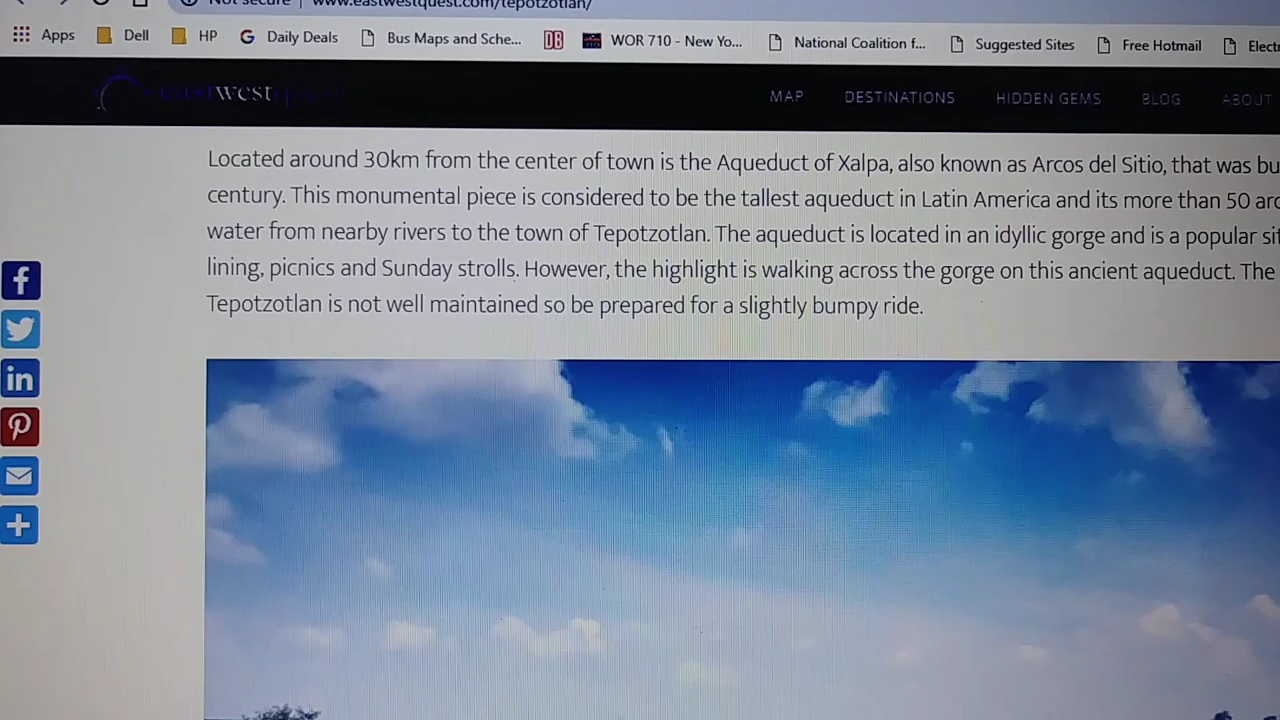 Not secure | www.eastwestquest.com/tepotzotlan/
Apps Dell HP Daily Deals Bus Maps and Sche... DB WOR 710 - New Yo... National Coalition f... Suggested Sites Free Hotmail
eastwest MAP DESTINATIONS HIDDEN GEMS BLOG ABOUT
Located around 30km from the center of town is the Aqueduct of Xalpa, also known as Arcos del Sitio, that was
century. This monumental piece is considered to be the tallest aqueduct in Latin America and its more than 50
water from nearby rivers to the town of Tepotzotlan. The aqueduct is located in an idyllic gorge and is a popular
lining, picnics and Sunday strolls. However, the highlight is walking across the gorge on this ancient aqueduct. The
Tepotzotlan is not well maintained so be prepared for a slightly bumpy ride.